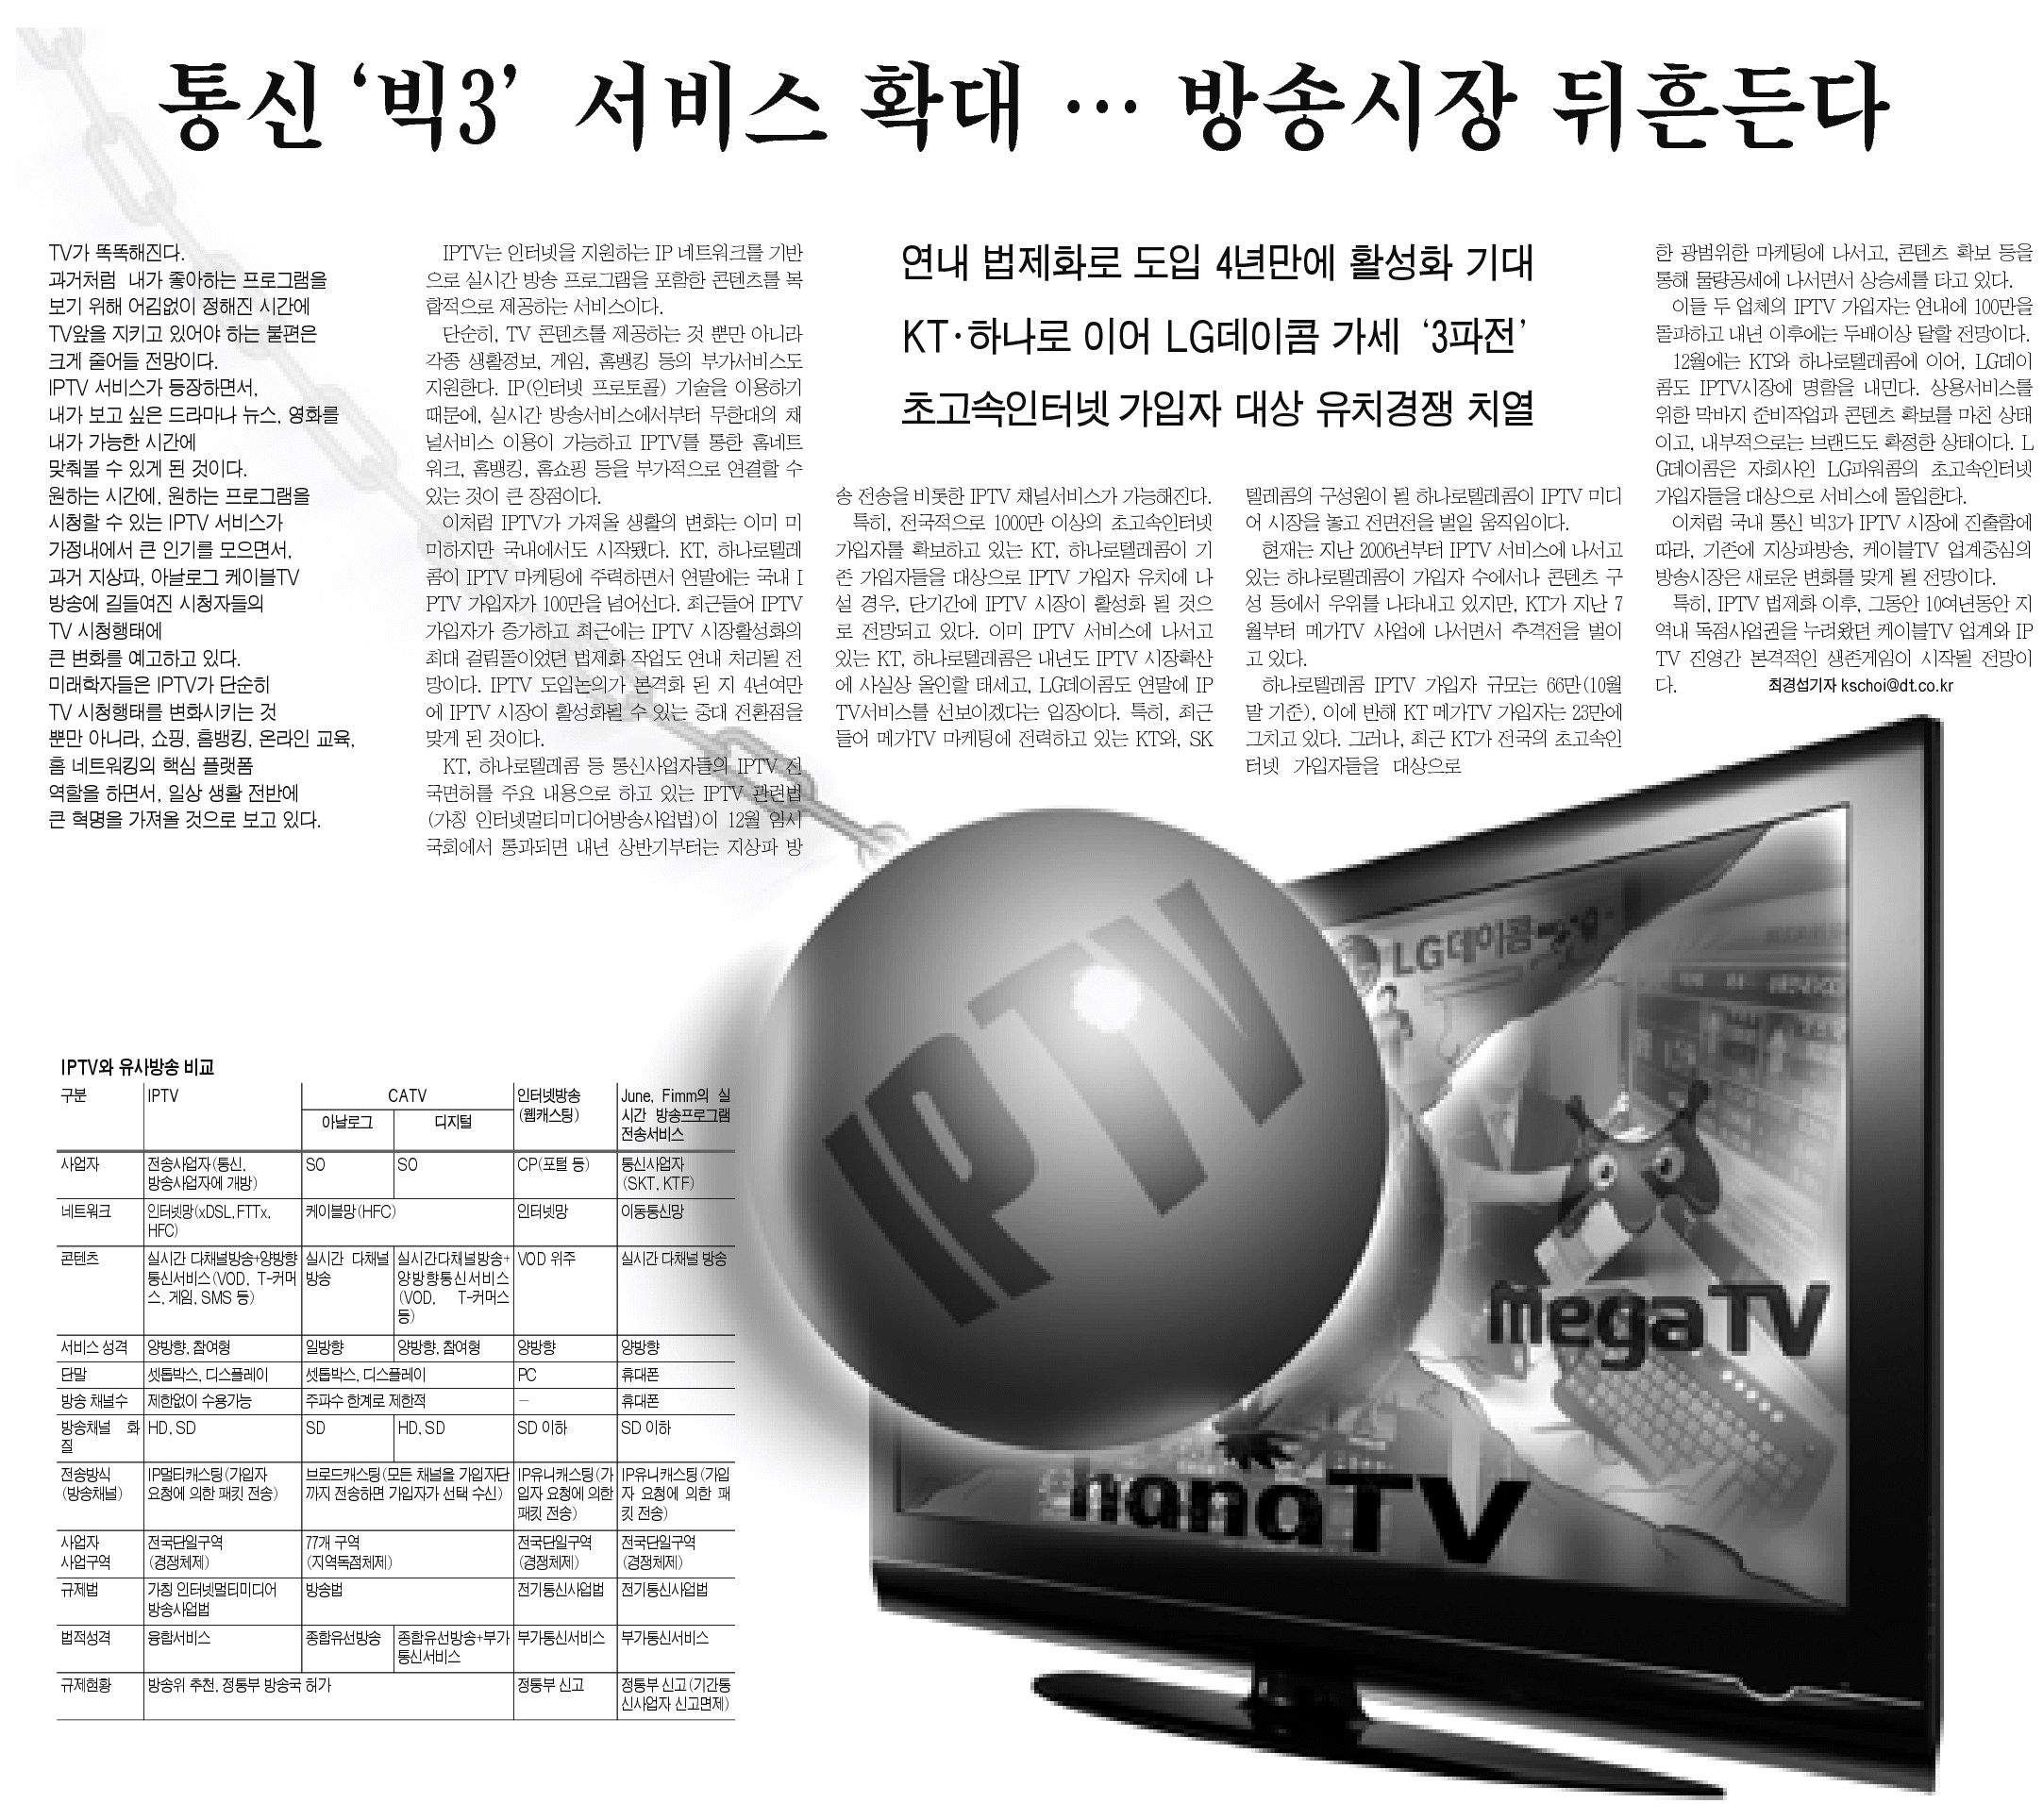 통신 ‘빅3’ 서비스 확대 … 방송시장 뒤흔든다
TV가 똑똑해진다.
과거처럼 내가 좋아하는 프로그램을
보기 위해 어김없이 정해진 시간에
TV앞을 지키고 있어야 하는 불편은
크게 줄어들 전망이다.
IPTV 서비스가 등장하면서,
내가 보고 싶은 드라마나 뉴스, 영화를
내가 가능한 시간에
맞춰볼 수 있게 된 것이다.
원하는 시간에, 원하는 프로그램을
시청할 수 있는 IPTV 서비스가
가정내에서 큰 인기를 모으면서,
과거 지상파, 아날로그 케이블TV
방송에 길들여진 시청자들의
TV 시청행태에
큰 변화를 예고하고 있다.
미래학자들은 IPTV가 단순히
TV 시청행태를 변화시키는 것
뿐만 아니라, 쇼핑, 홈뱅킹, 온라인 교육,
홈 네트워킹의 핵심 플랫폼
역할을 하면서, 일상 생활 전반에
큰 혁명을 가져올 것으로 보고 있다.
IPTV는 인터넷을 지원하는 IP 네트워크를 기반
으로 실시간 방송 프로그램을 포함한 콘텐츠를 복
합적으로 제공하는 서비스이다.
단순히, TV 콘텐츠를 제공하는 것 뿐만 아니라
각종 생활정보, 게임, 홈뱅킹 등의 부가서비스도
지원한다. IP(인터넷 프로토콜) 기술을 이용하기
때문에, 실시간 방송서비스에서부터 무한대의 채
널서비스 이용이 가능하고 IPTV를 통한 홈네트
워크, 홈뱅킹, 홈쇼핑 등을 부가적으로 연결할 수
있는 것이 큰 장점이다.
이처럼 IPTV가 가져올 생활의 변화는 이미 미
미하지만 국내에서도 시작됐다. KT, 하나로텔레
콤이 IPTV 마케팅에 주력하면서 연말에는 국내 I
PTV 가입자가 100만을 넘어선다. 최근들어 IPTV
가입자가 증가하고 최근에는 IPTV 시장활성화의
최대 걸림돌이었던 법제화 작업도 연내 처리될 전
망이다. IPTV 도입논의가 본격화 된 지 4년여만
에 IPTV 시장이 활성화될 수 있는 중대 전환점을
맞게 된 것이다.
KT, 하나로텔레콤 등 통신사업자들의 IPTV 전
국면허를 주요 내용으로 하고 있는 IPTV 관련법
(가칭 인터넷멀티미디어방송사업법)이 12월 임시
국회에서 통과되면 내년 상반기부터는 지상파 방
연내 법제화로 도입 4년만에 활성화 기대
KT·하나로 이어 LG데이콤 가세 ‘3파전’
초고속인터넷 가입자 대상 유치경쟁 치열
송 전송을 비롯한 IPTV 채널서비스가 가능해진다.
특히, 전국적으로 1000만 이상의 초고속인터넷
가입자를 확보하고 있는 KT, 하나로텔레콤이 기
존 가입자들을 대상으로 IPTV 가입자 유치에 나
설 경우, 단기간에 IPTV 시장이 활성화 될 것으
로 전망되고 있다. 이미 IPTV 서비스에 나서고
있는 KT, 하나로텔레콤은 내년도 IPTV 시장확산
에 사실상 올인할 태세고, LG데이콤도 연말에 IP
TV서비스를 선보이겠다는 입장이다. 특히, 최근
들어 메가TV 마케팅에 전력하고 있는 KT와, SK
텔레콤의 구성원이 될 하나로텔레콤이 IPTV 미디
어 시장을 놓고 전면전을 벌일 움직임이다.
현재는 지난 2006년부터 IPTV 서비스에 나서고
있는 하나로텔레콤이 가입자 수에서나 콘텐츠 구
성 등에서 우위를 나타내고 있지만, KT가 지난 7
월부터 메가TV 사업에 나서면서 추격전을 벌이
고 있다.
하나로텔레콤 IPTV 가입자 규모는 66만(10월
말 기준), 이에 반해 KT 메가TV 가입자는 23만에
그치고 있다. 그러나, 최근 KT가 전국의 초고속인
터넷 가입자들을 대상으로
한 광범위한 마케팅에 나서고, 콘텐츠 확보 등을
통해 물량공세에 나서면서 상승세를 타고 있다.
이들 두 업체의 IPTV 가입자는 연내에 100만을
돌파하고 내년 이후에는 두배이상 달할 전망이다.
12월에는 KT와 하나로텔레콤에 이어, LG데이
콤도 IPTV시장에 명함을 내민다. 상용서비스를
위한 막바지 준비작업과 콘텐츠 확보를 마친 상태
이고, 내부적으로는 브랜드도 확정한 상태이다. L
G데이콤은 자회사인 LG파워콤의 초고속인터넷
가입자들을 대상으로 서비스에 몰입한다.
이처럼 국내 통신 빅3가 IPTV 시장에 진출함에
따라, 기존에 지상파방송, 케이블TV 업계중심의
방송시장은 새로운 변화를 맞게 될 전망이다.
특히, IPTV 법제화 이후, 그동안 10여년동안 지
역내 독점사업권을 누려왔던 케이블TV 업계와 IP
TV 진영간 본격적인 생존게임이 시작될 전망이
다. 최경섭기자 kschoi@dt.co.kr
IPTV
LG데이콤
megaTV
hanaTV
IPTV와 유사방송 비교
구분 IPTV CATV 인터넷방송 (웹캐스팅) June, Fimm의 실시간 방송프로그램 전송서비스
아날로그 디지털
사업자 전송사업자(통신, 방송사업자에 개방) SO SO CP(포털 등) 통신사업자 (SKT, KTF)
네트워크 인터넷망(xDSL,FTTx, HFC) 케이블망(HFC) 인터넷망 이동통신망
콘텐츠 실시간 다채널방송+양방향 통신서비스(VOD, T-커머스, 게임, SMS 등) 실시간 다채널 방송 실시간다채널방송+ 양방향통신서비스 (VOD, T-커머스 등) VOD 위주 실시간 다채널 방송
서비스 성격 양방향, 참여형 일방향 양방향, 참여형 양방향 양방향
단말 셋톱박스, 디스플레이 셋톱박스, 디스플레이 PC 휴대폰
방송 채널수 제한없이 수용가능 주파수 한계로 제한적 – 휴대폰
방송채널 화질 HD, SD SD HD, SD SD 이하 SD 이하
전송방식 (방송채널) IP멀티캐스팅(가입자 요청에 의한 패킷 전송) 브로드캐스팅(모든 채널을 가입자단까지 전송하면 가입자가 선택 수신) IP유니캐스팅(가입자 요청에 의한 패킷 전송) IP유니캐스팅(가입자 요청에 의한 패킷 전송)
사업자 사업구역 전국단일구역 (경쟁체제) 77개 구역 (지역독점체제) 전국단일구역 (경쟁체제) 전국단일구역 (경쟁체제)
규제법 가칭 인터넷멀티미디어 방송사업법 방송법 전기통신사업법 전기통신사업법
법적성격 융합서비스 종합유선방송 종합유선방송+부가통신서비스 부가통신서비스 부가통신서비스
규제현황 방송위 추천, 정통부 방송국 허가 정통부 신고 정통부 신고(기간통신사업자 신고면제)